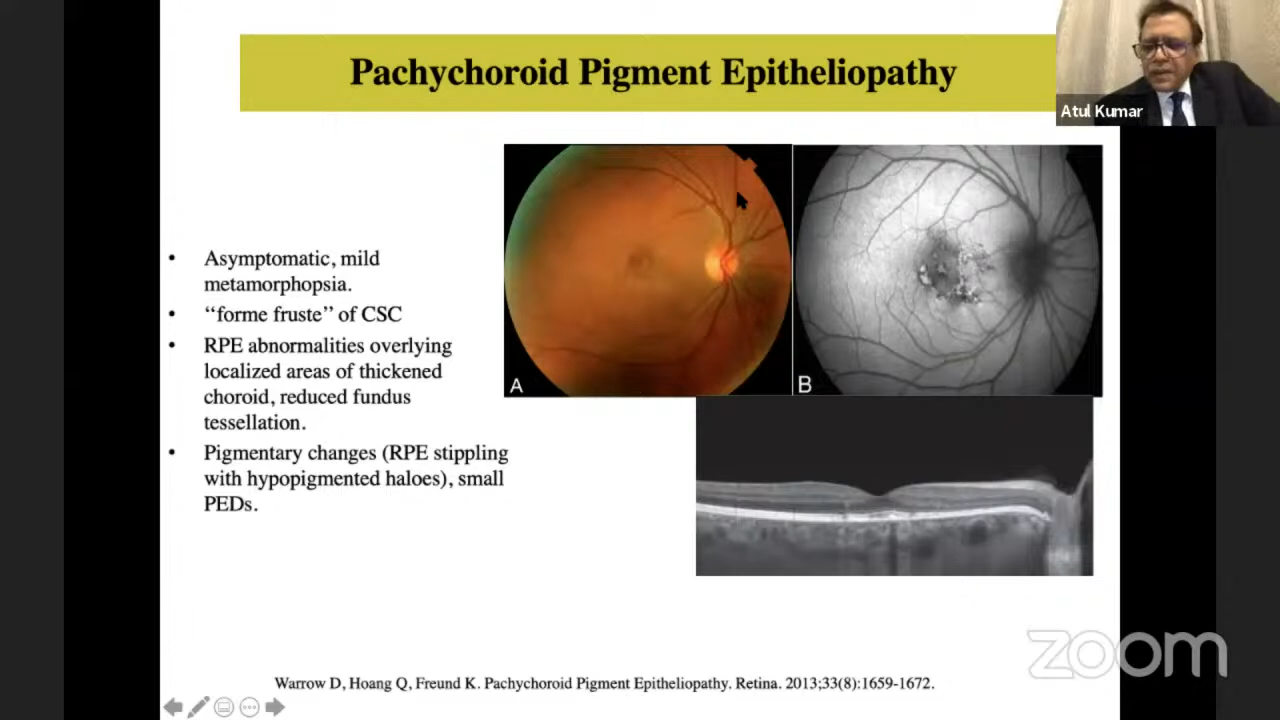 Pachychoroid Pigment Epitheliopathy
Atul Kumar
• Asymptomatic, mild
metamorphopsia.
• “forme fruste” of CSC
• RPE abnormalities overlying
localized areas of thickened
choroid, reduced fundus
tessellation.
• Pigmentary changes (RPE stippling
with hypopigmented haloes), small
PEDs.
A
B
Warrow D, Hoang Q, Freund K. Pachychoroid Pigment Epitheliopathy. Retina. 2013;33(8):1659-1672.
zoom